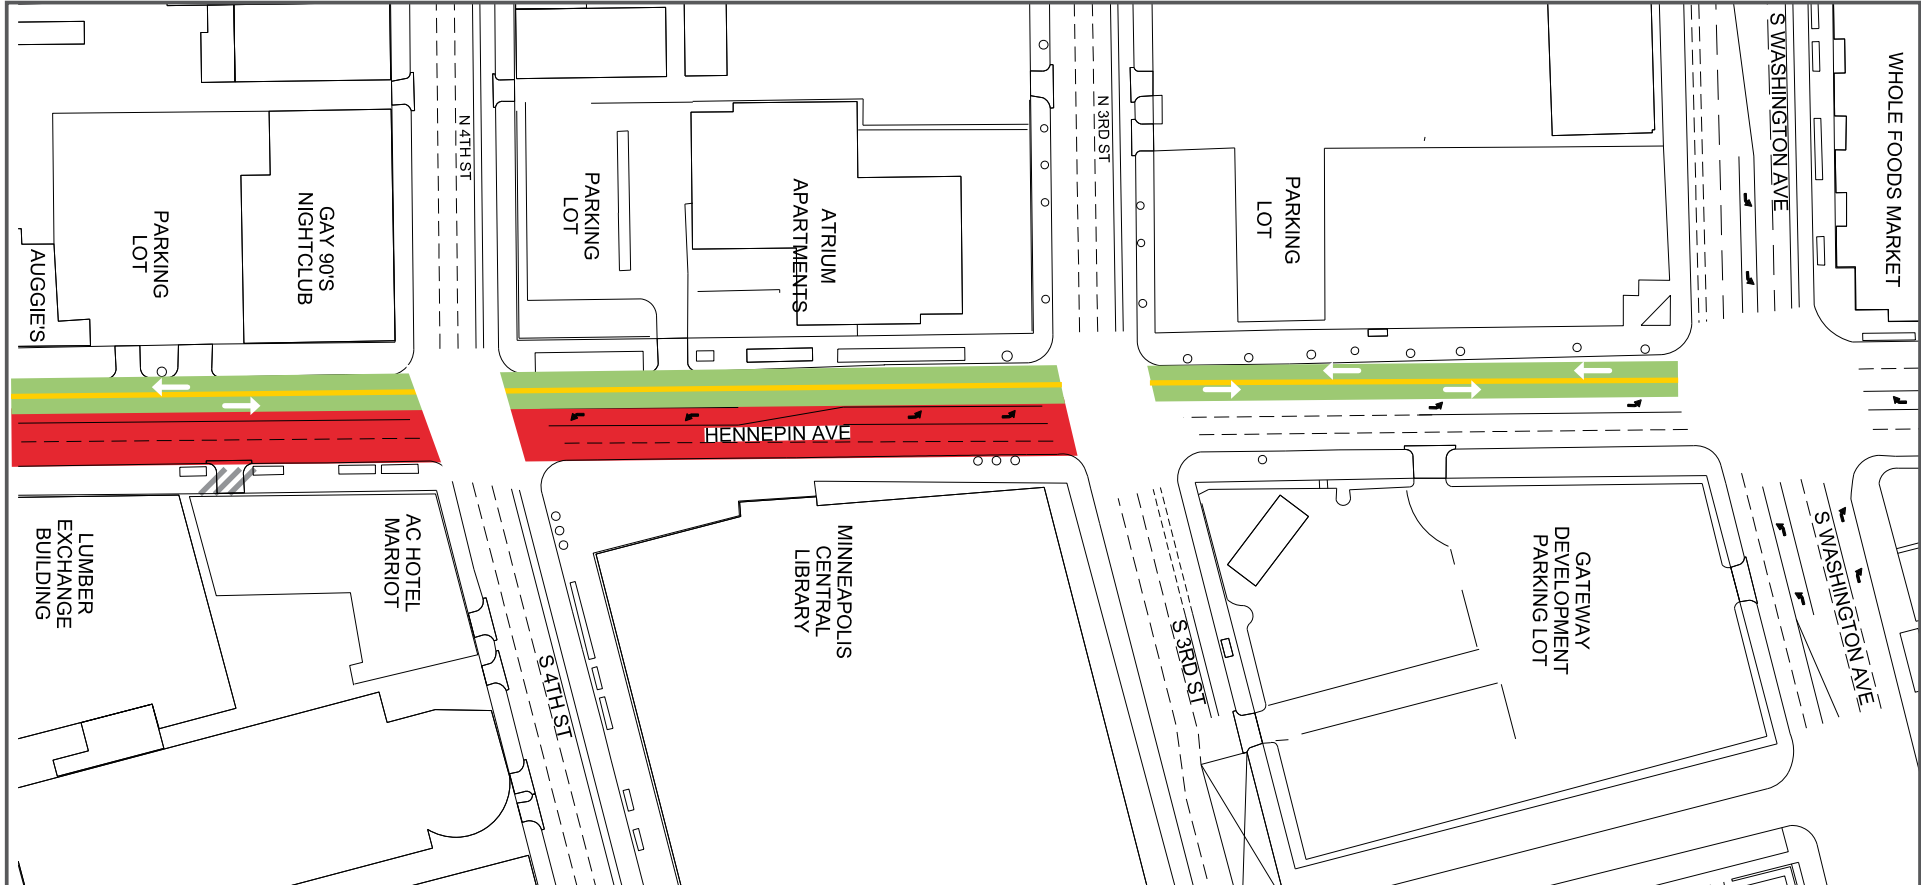 AUGGIE'S
PARKING
LOT
GAY 90'S
NIGHTCLUB
N 4TH ST
PARKING
LOT
ATRIUM
APARTMENTS
N 3RD ST
PARKING
LOT
S WASHINGTON AVE
WHOLE FOODS MARKET
HENNEPIN AVE
LUMBER
EXCHANGE
BUILDING
AC HOTEL
MARRIOT
S 4TH ST
MINNEAPOLIS
CENTRAL
LIBRARY
S 3RD ST
GATEWAY
DEVELOPMENT
PARKING LOT
S WASHINGTON AVE